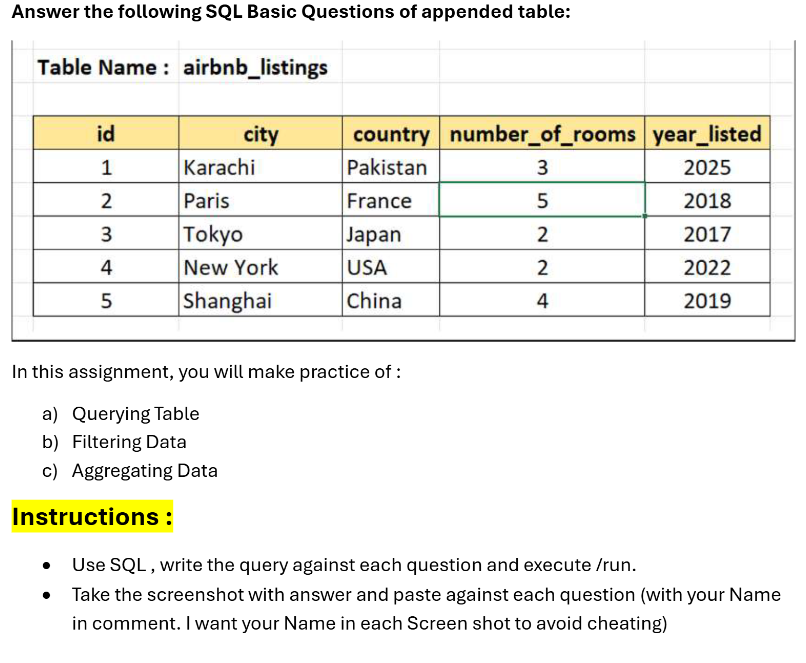 Answer the following SQL Basic Questions of appended table:
Table Name : airbnb_listings
id city country number_of_rooms year_listed
1 Karachi Pakistan 3 2025
2 Paris France 5 2018
3 Tokyo Japan 2 2017
4 New York USA 2 2022
5 Shanghai China 4 2019
In this assignment, you will make practice of :
a) Querying Table
b) Filtering Data
c) Aggregating Data
Instructions :
• Use SQL , write the query against each question and execute /run.
• Take the screenshot with answer and paste against each question (with your Name
in comment. I want your Name in each Screen shot to avoid cheating)